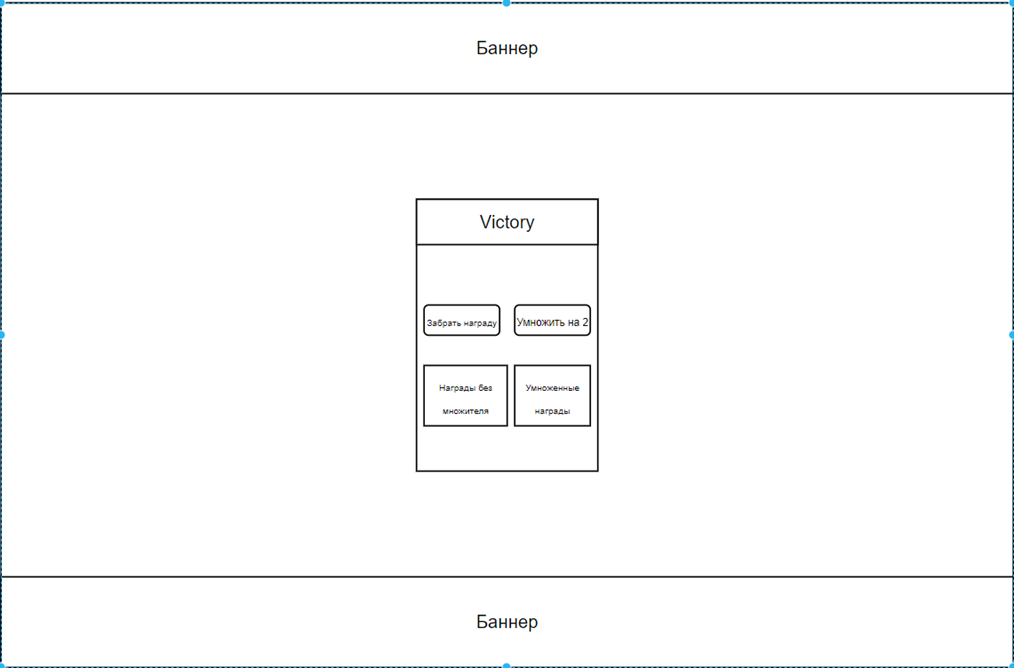 Баннер
Victory
Забрать награду
Умножить на 2
Награды без
множителя
Умноженные
награды
Баннер